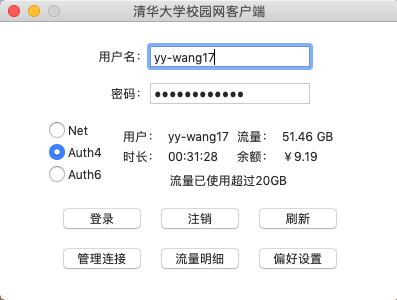 清华大学校园网客户端
用户名： yy-wang17
密码： ●●●●●●●●●●●●
Net
Auth4
Auth6
用户： yy-wang17 流量： 51.46 GB
时长： 00:31:28 余额： ￥9.19
流量已使用超过20GB
登录 注销 刷新
管理连接 流量明细 偏好设置